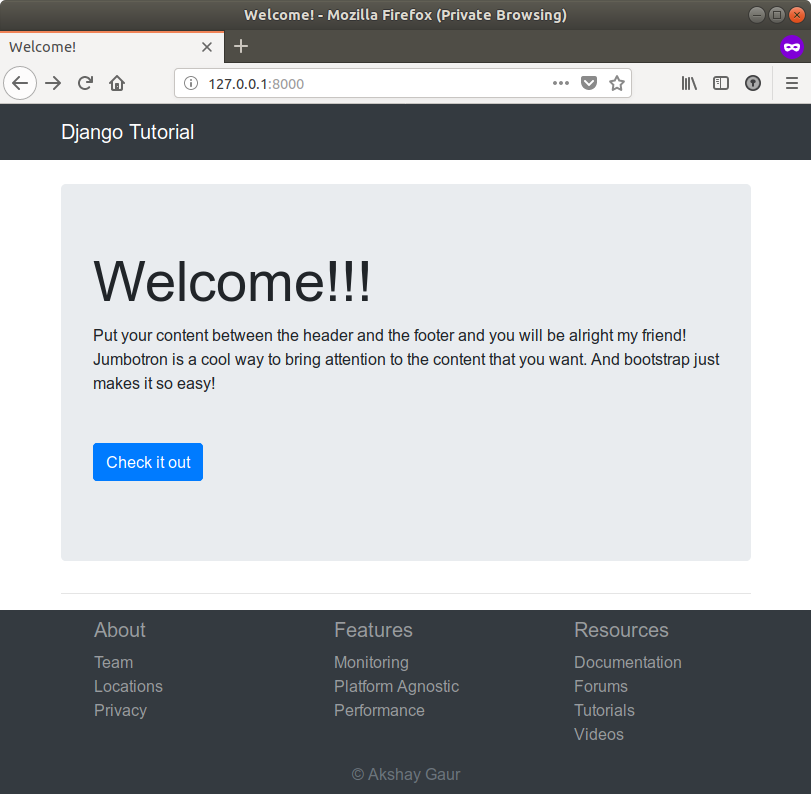 Welcome! - Mozilla Firefox (Private Browsing)
Welcome!
127.0.0.1:8000
Django Tutorial
Welcome!!!
Put your content between the header and the footer and you will be alright my friend!
Jumbotron is a cool way to bring attention to the content that you want. And bootstrap just
makes it so easy!
Check it out
About
Team
Locations
Privacy
Features
Monitoring
Platform Agnostic
Performance
Resources
Documentation
Forums
Tutorials
Videos
© Akshay Gaur